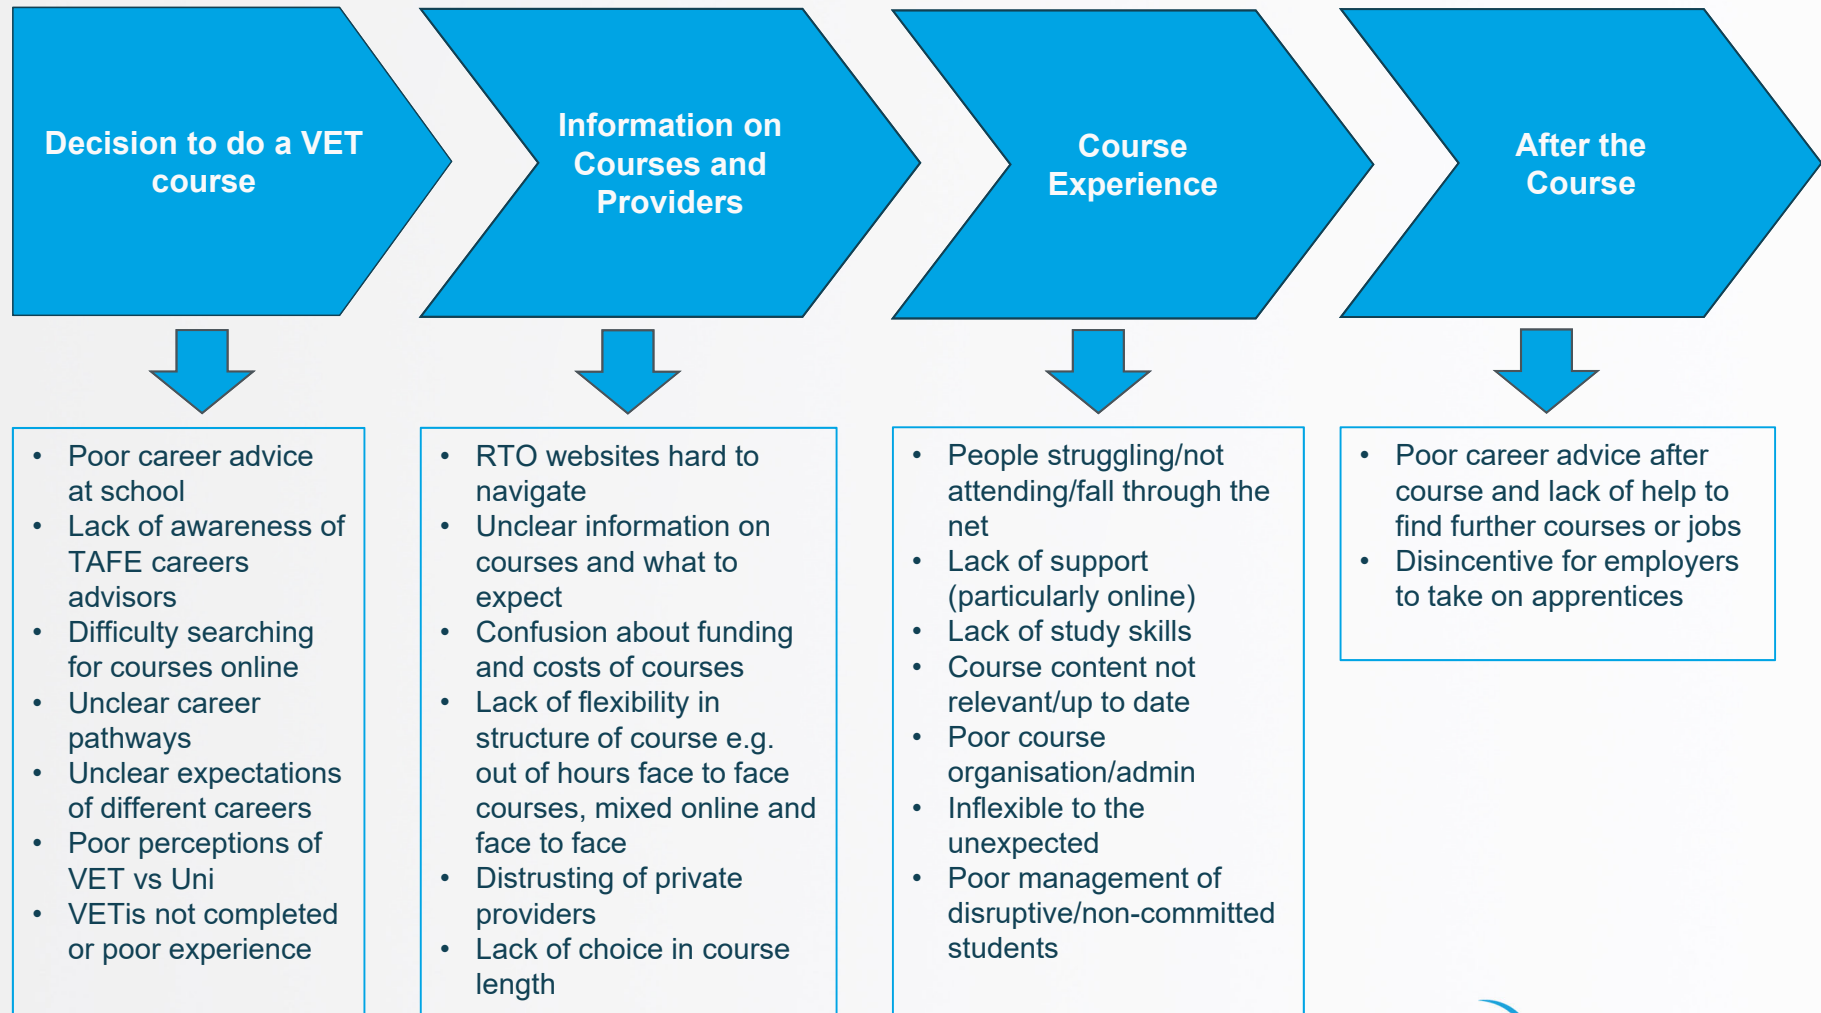 Decision to do a VET
course
Information on
Courses and
Providers
Course
Experience
After the
Course
• Poor career advice
at school
• Lack of awareness of
TAFE careers
advisors
• Difficulty searching
for courses online
• Unclear career
pathways
• Unclear expectations
of different careers
• Poor perceptions of
VET vs Uni
• VETis not completed
or poor experience
• RTO websites hard to
navigate
• Unclear information on
courses and what to
expect
• Confusion about funding
and costs of courses
• Lack of flexibility in
structure of course e.g.
out of hours face to face
courses, mixed online and
face to face
• Distrusting of private
providers
• Lack of choice in course
length
• People struggling/not
attending/fall through the
net
• Lack of support
(particularly online)
• Lack of study skills
• Course content not
relevant/up to date
• Poor course
organisation/admin
• Inflexible to the
unexpected
• Poor management of
disruptive/non-committed
students
• Poor career advice after
course and lack of help to
find further courses or jobs
• Disincentive for employers
to take on apprentices